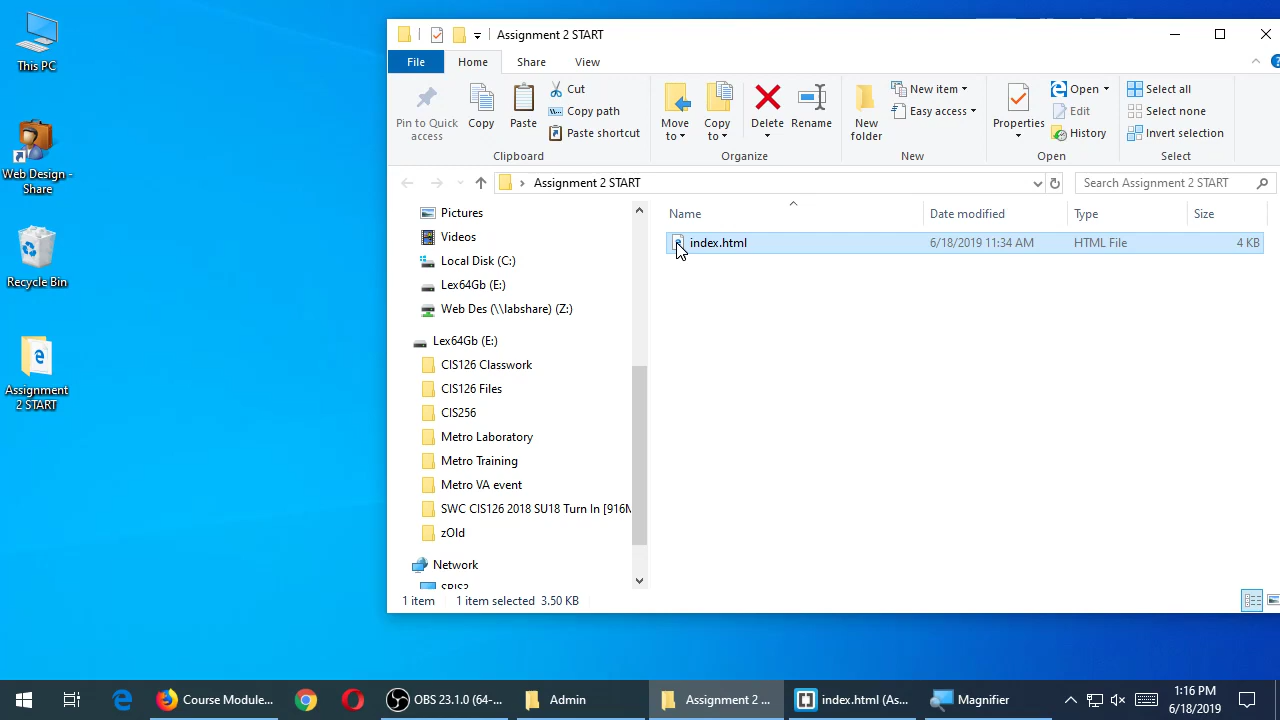 This PC
Web Design -
Share
Recycle Bin
Assignment
2 START
Assignment 2 START
File
Home
Share
View
Pin to Quick
access
Copy
Paste
Cut
Copy path
Paste shortcut
Clipboard
Move
to
Copy
to
Delete
Rename
Organize
New
folder
New item
Easy access
New
Properties
Open
Edit
History
Open
Select all
Select none
Invert selection
Select
Assignment 2 START
Search Assignment 2 START
Name
Date modified
Type
Size
index.html
6/18/2019 11:34 AM
HTML File
4 KB
Pictures
Videos
Local Disk (C:)
Lex64Gb (E:)
Web Des (\\labshare) (Z:)
Lex64Gb (E:)
CIS126 Classwork
CIS126 Files
CIS256
Metro Laboratory
Metro Training
Metro VA event
SWC CIS126 2018 SU18 Turn In [916M
zOld
Network
1 item
1 item selected 3.50 KB
Course Module...
OBS 23.1.0 (64-...
Admin
Assignment 2 ...
index.html (As...
Magnifier
1:16 PM
6/18/2019